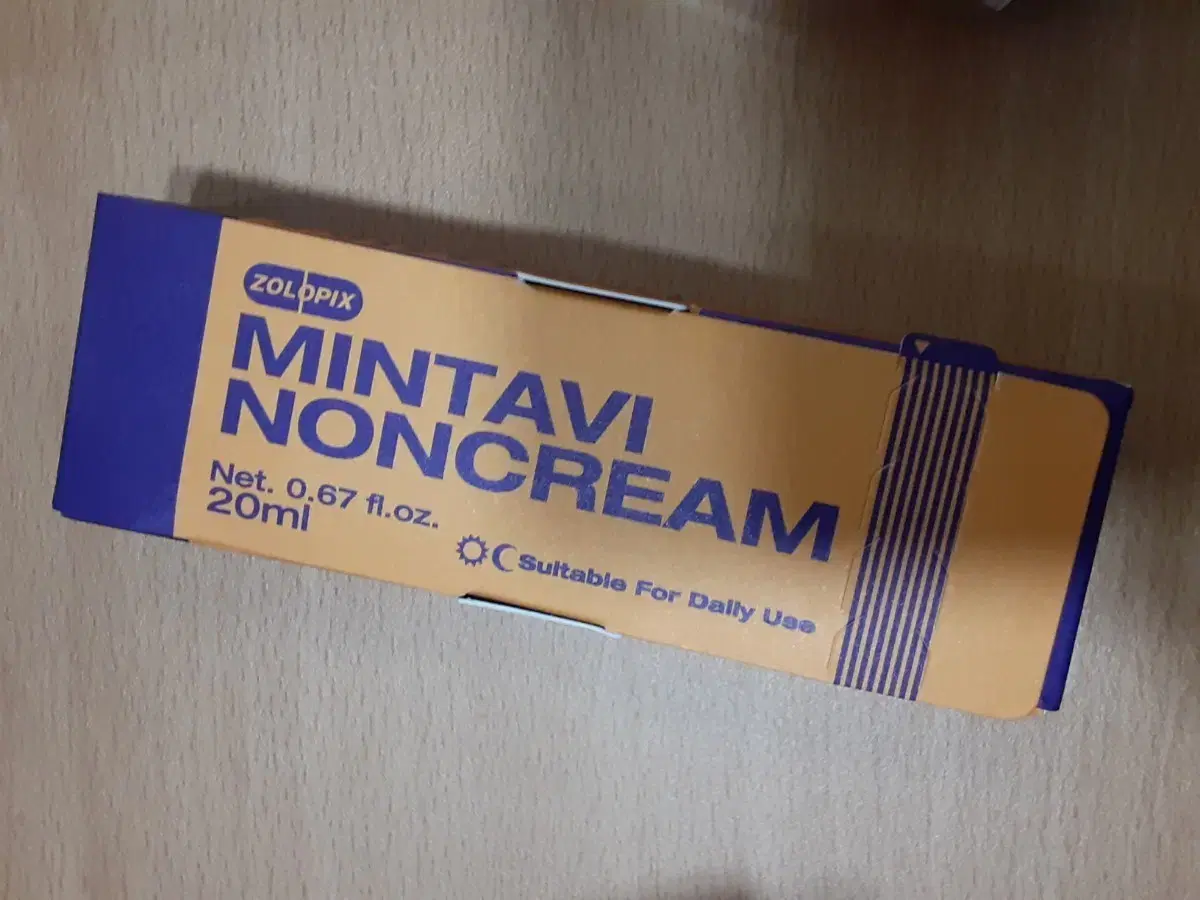 ZOLOPIX
MINTAVI
NONCREAM
Net. 0.67 fl.oz.
20ml
Suitable For Daily Use